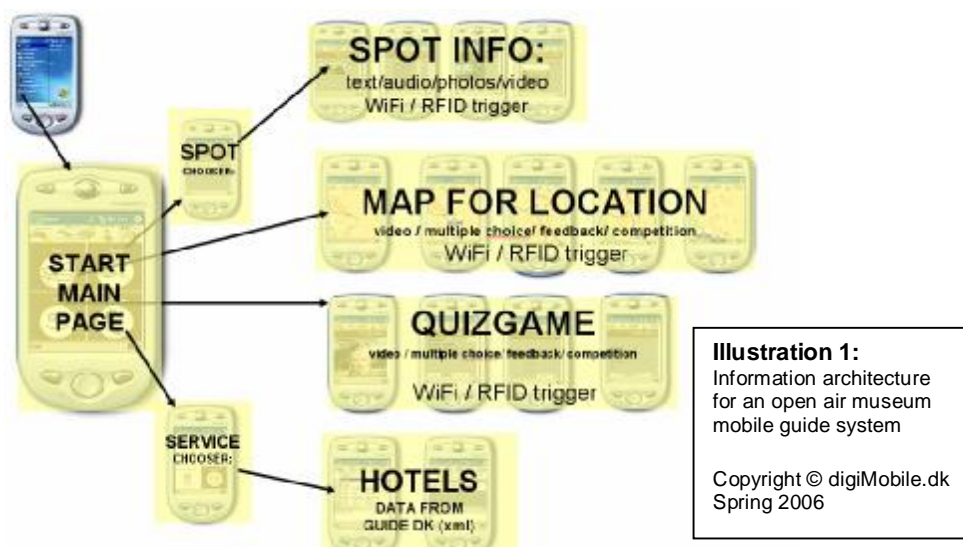 SPOT INFO:
text/audio/photos/video
WiFi / RFID trigger
SPOT
CHOOSER:
MAP FOR LOCATION
video / multiple choice/ feedback/ competition
WiFi / RFID trigger
START
MAIN
PAGE
QUIZGAME
video / multiple choice/ feedback/ competition
WiFi / RFID trigger
SERVICE
CHOOSER:
HOTELS
DATA FROM
GUIDE DK (xml)
Illustration 1:
Information architecture
for an open air museum
mobile guide system
Copyright © digiMobile.dk
Spring 2006